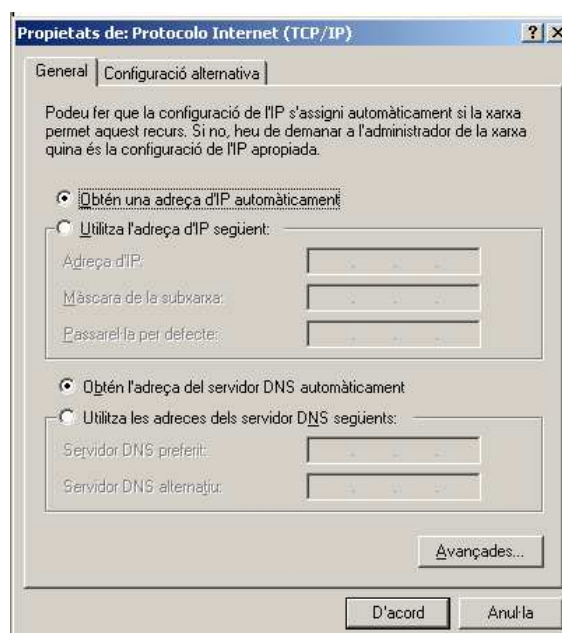 Propietats de: Protocolo Internet (TCP/IP)
General
Configuració alternativa
Podeu fer que la configuració de l'IP s'assigni automàticament si la xarxa
permet aquest recurs. Si no, heu de demanar a l'administrador de la xarxa
quina és la configuració de l'IP apropiada.
Obtén una adreça d'IP automàticament
Utilitza l'adreça d'IP següent:
Adreça d'IP:
Màscara de la subxarxa:
Passarel·la per defecte:
Obtén l'adreça del servidor DNS automàticament
Utilitza les adreces dels servidor DNS següents:
Servidor DNS preferit:
Servidor DNS alternatiu:
Avançades...
D'acord
Anul·la